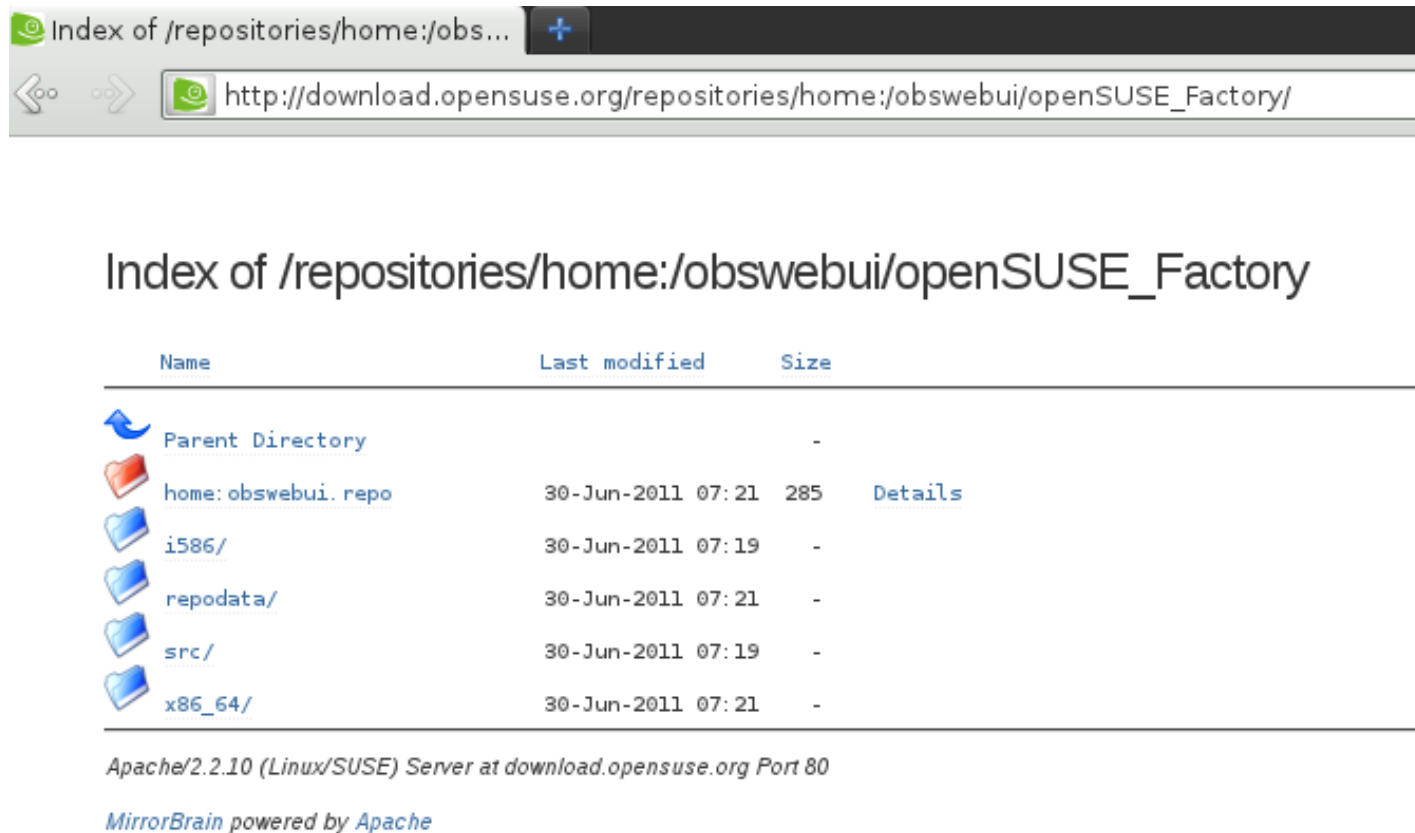 Index of /repositories/home:/obs...
http://download.opensuse.org/repositories/home:/obswebui/openSUSE_Factory/
Index of /repositories/home:/obswebui/openSUSE_Factory
Name Last modified Size
Parent Directory -
home:obswebui.repo 30-Jun-2011 07:21 285 Details
i586/ 30-Jun-2011 07:19 -
repodata/ 30-Jun-2011 07:21 -
src/ 30-Jun-2011 07:19 -
x86_64/ 30-Jun-2011 07:21 -
Apache/2.2.10 (Linux/SUSE) Server at download.opensuse.org Port 80
MirrorBrain powered by Apache